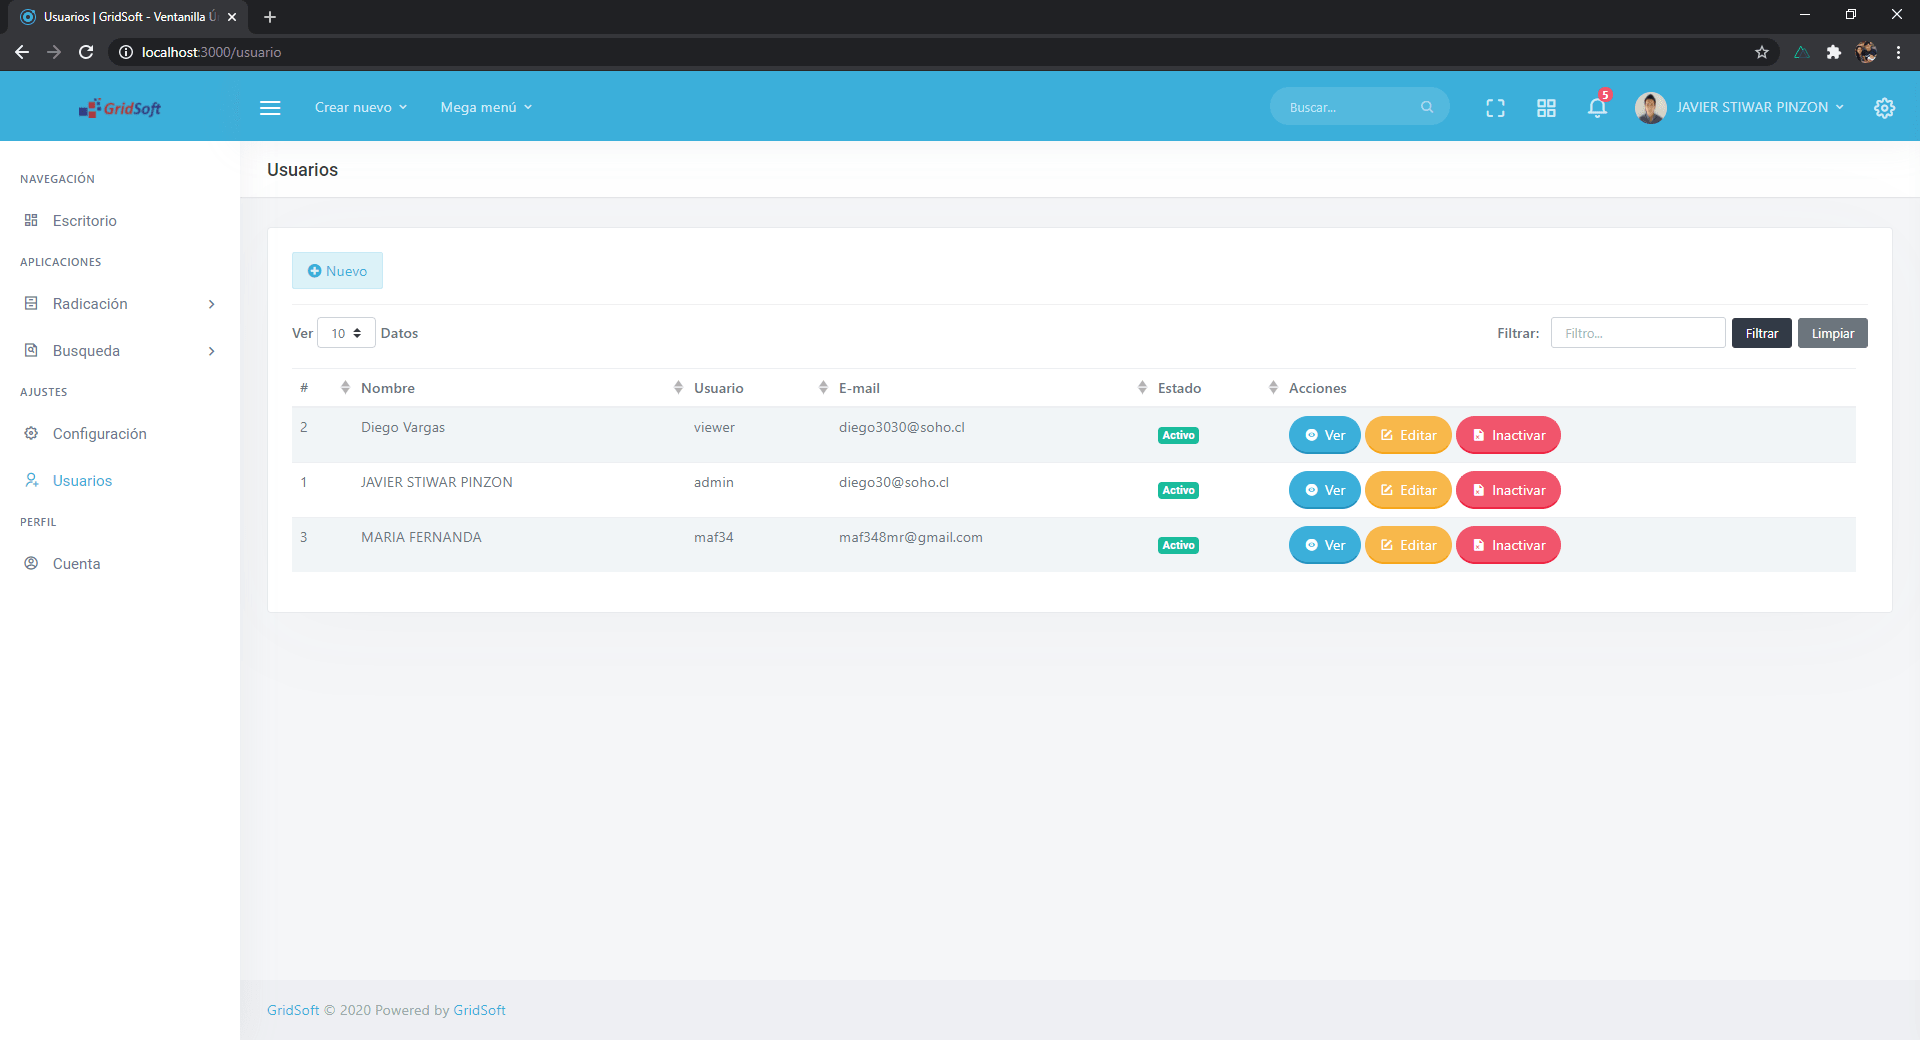 Usuarios | GridSoft - Ventanilla Ú
localhost:3000/usuario
GridSoft
Crear nuevo
Mega menú
Buscar...
5
JAVIER STIWAR PINZON
NAVEGACIÓN
Escritorio
APLICACIONES
Radicación
Busqueda
AJUSTES
Configuración
Usuarios
PERFIL
Cuenta
Usuarios
Nuevo
Ver 10 Datos
Filtrar: Filtro... Filtrar Limpiar
# Nombre Usuario E-mail Estado Acciones
2 Diego Vargas viewer diego3030@soho.cl Activo Ver Editar Inactivar
1 JAVIER STIWAR PINZON admin diego30@soho.cl Activo Ver Editar Inactivar
3 MARIA FERNANDA maf34 maf348mr@gmail.com Activo Ver Editar Inactivar
GridSoft © 2020 Powered by GridSoft